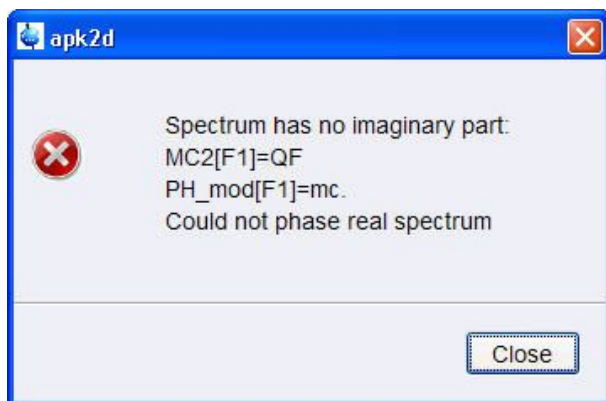 apk2d
Spectrum has no imaginary part:
MC2[F1]=QF
PH_mod[F1]=mc.
Could not phase real spectrum
Close